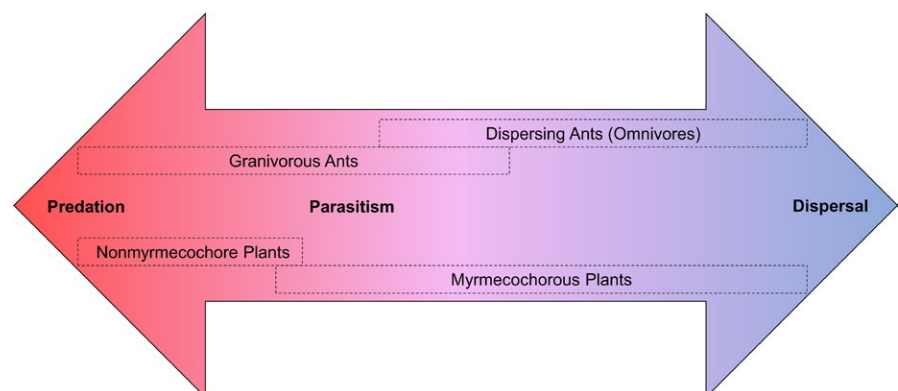 Dispersing Ants (Omnivores)
Granivorous Ants
Predation Parasitism Dispersal
Nonmyrmecochore Plants
Myrmecochorous Plants